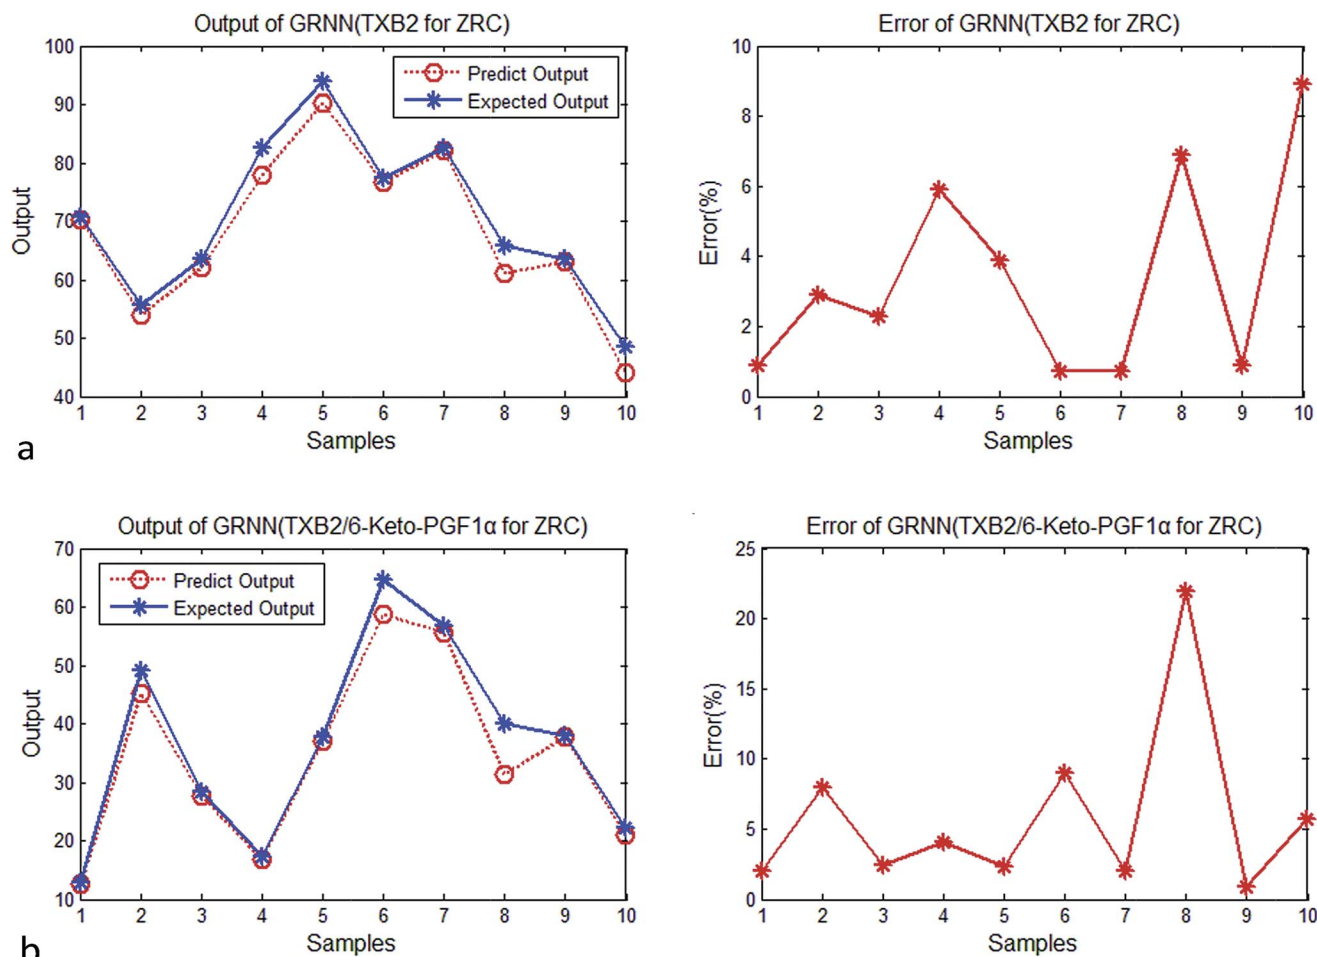 Output of GRNN(TXB2 for ZRC)
Output
100
90
80
70
60
50
40
Predict Output
Expected Output
1 2 3 4 5 6 7 8 9 10
Samples
Error of GRNN(TXB2 for ZRC)
Error(%)
10
8
6
4
2
0
1 2 3 4 5 6 7 8 9 10
Samples
a
Output of GRNN(TXB2/6-Keto-PGF1α for ZRC)
Output
70
60
50
40
30
20
10
Predict Output
Expected Output
1 2 3 4 5 6 7 8 9 10
Samples
Error of GRNN(TXB2/6-Keto-PGF1α for ZRC)
Error(%)
25
20
15
10
5
0
1 2 3 4 5 6 7 8 9 10
Samples
b